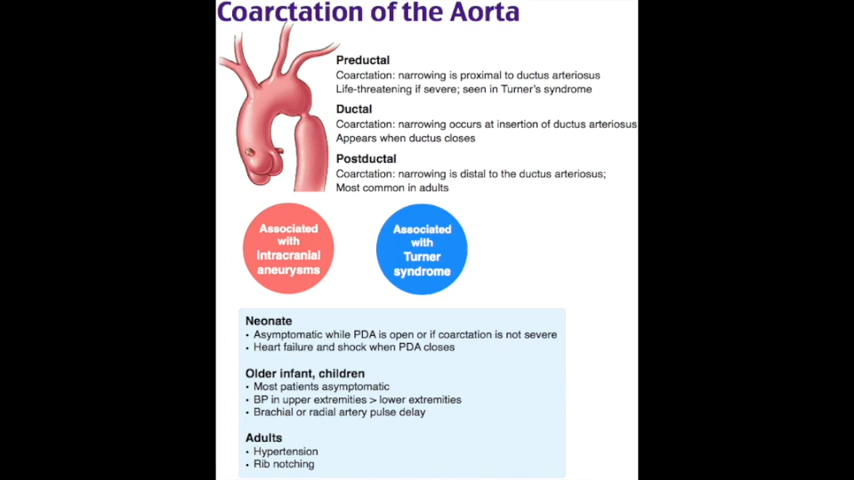 Coarctation of the Aorta
Preductal
Coarctation: narrowing is proximal to ductus arteriosus
Life-threatening if severe; seen in Turner's syndrome
Ductal
Coarctation: narrowing occurs at insertion of ductus arteriosus
Appears when ductus closes
Postductal
Coarctation: narrowing is distal to the ductus arteriosus;
Most common in adults
Associated
with
Intracranial
aneurysms
Associated
with
Turner
syndrome
Neonate
• Asymptomatic while PDA is open or if coarctation is not severe
• Heart failure and shock when PDA closes
Older infant, children
• Most patients asymptomatic
• BP in upper extremities > lower extremities
• Brachial or radial artery pulse delay
Adults
• Hypertension
• Rib notching